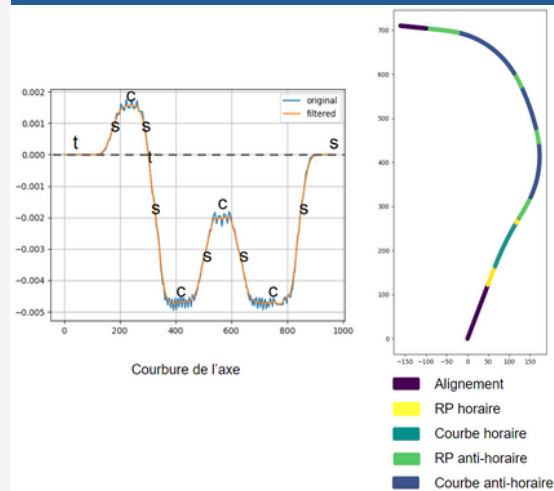 0.002
0.001
0.000
−0.001
−0.002
−0.003
−0.004
−0.005
0
200
400
600
800
1000
original
filtered
t
s
c
s
t
s
c
s
c
s
c
s
s
Courbure de l'axe
700
600
500
400
300
200
100
0
−150 −100 −50 0 50 100 150
Alignement
RP horaire
Courbe horaire
RP anti-horaire
Courbe anti-horaire